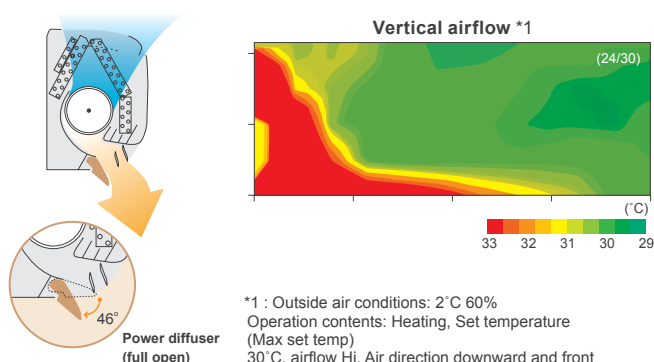 Vertical airflow *1
(24/30)
(˚C)
33 32 31 30 29
46°
Power diffuser
(full open)
*1 : Outside air conditions: 2˚C 60%
Operation contents: Heating, Set temperature
(Max set temp)
30˚C, airflow Hi, Air direction downward and front